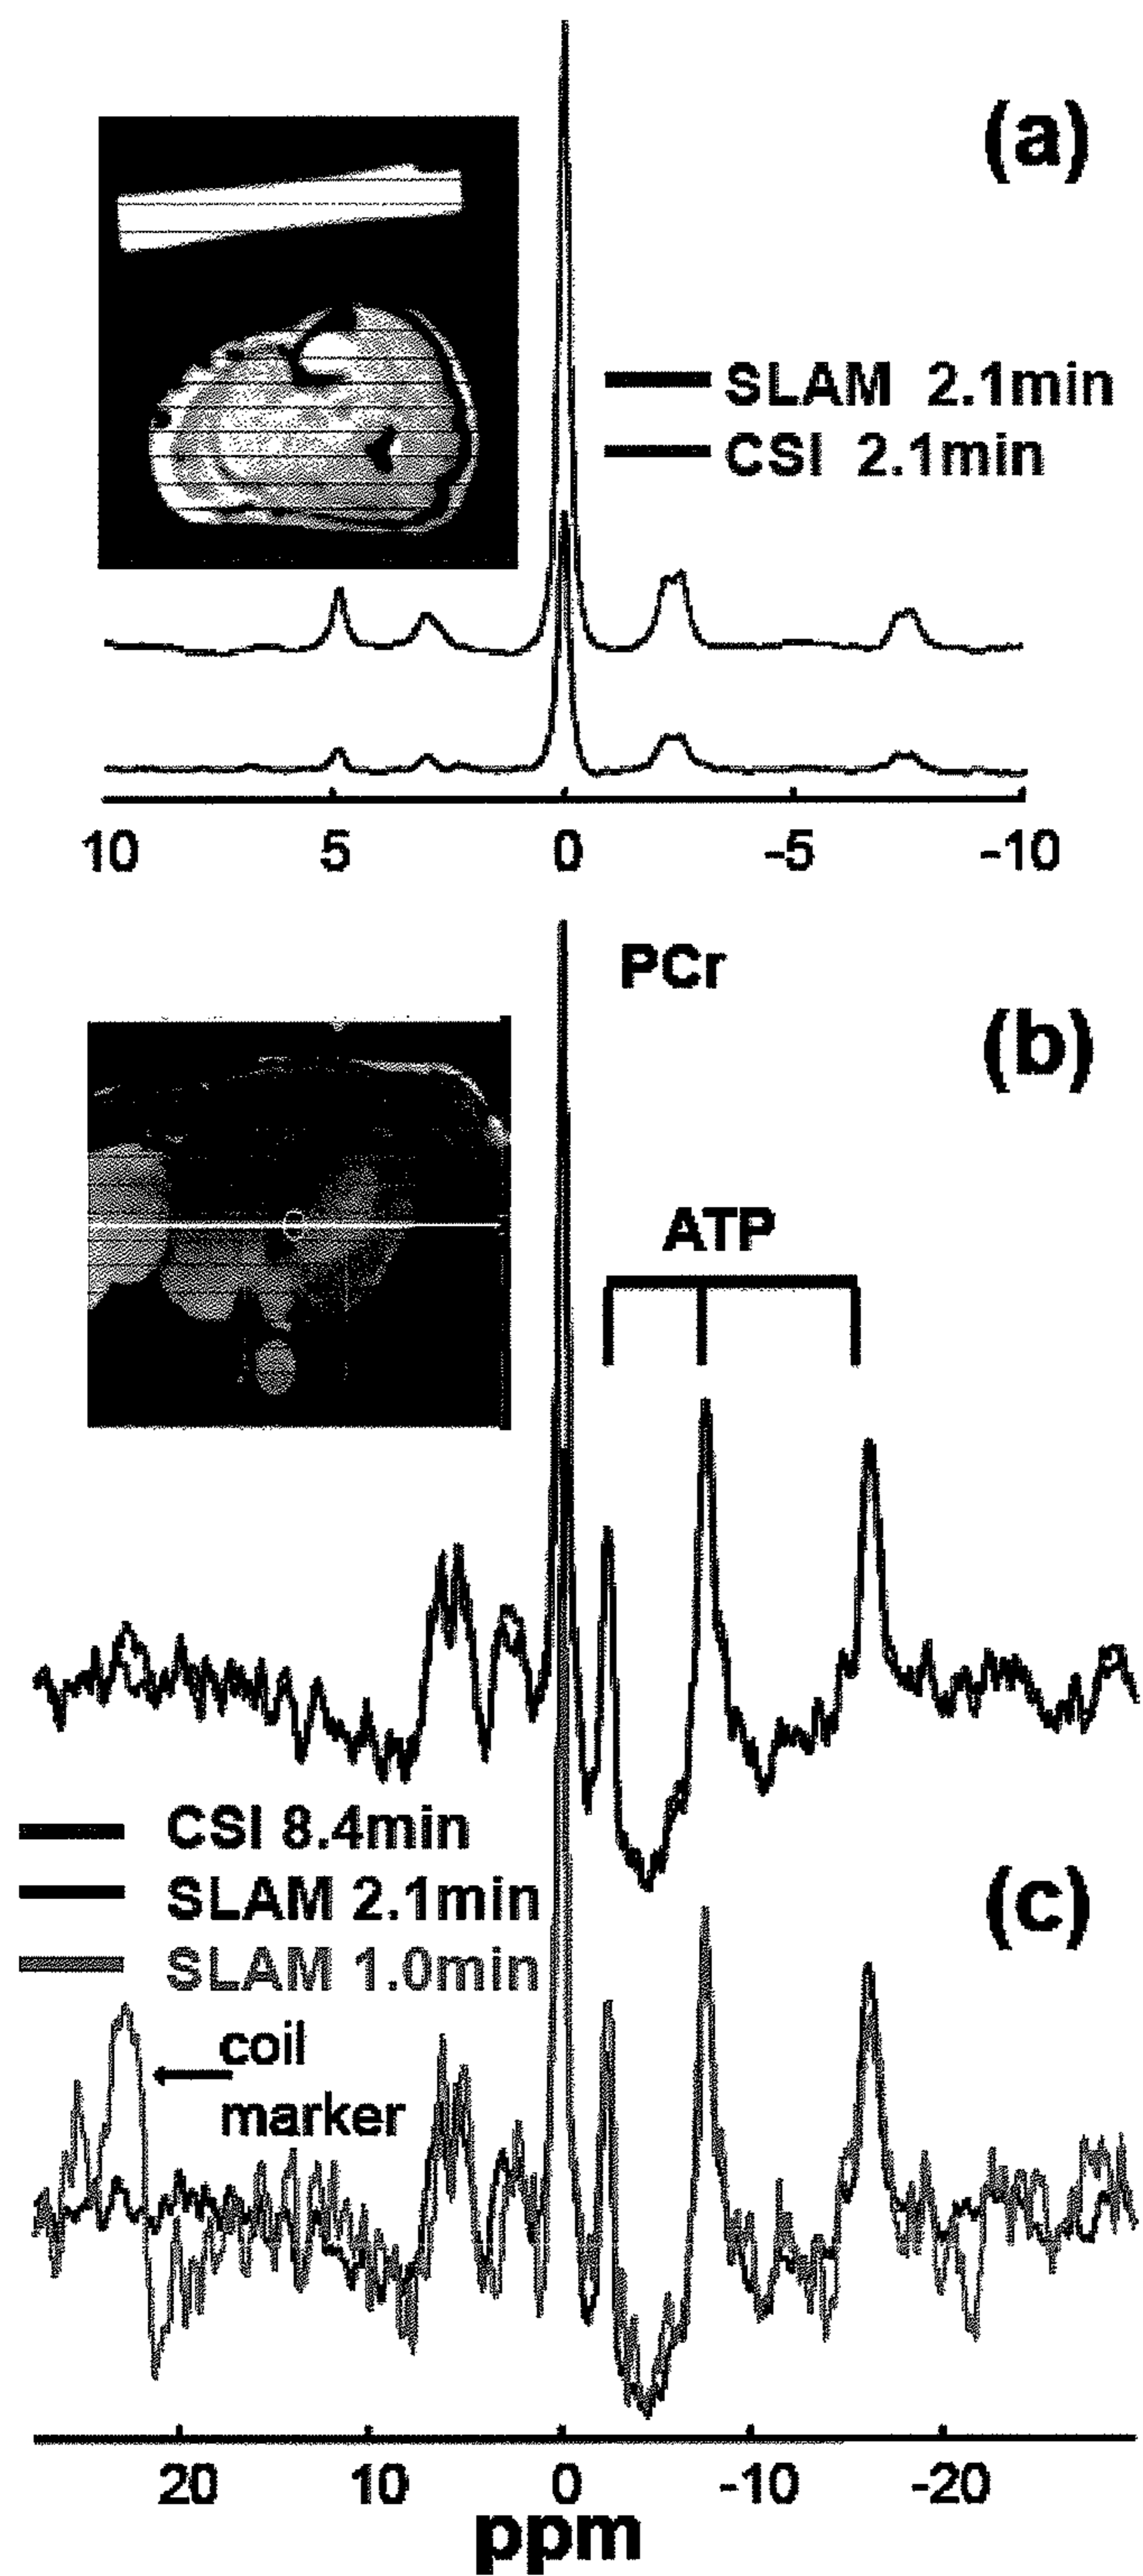 (a)
SLAM 2.1min
CSI 2.1min
10 5 0 -5 -10
PCr
(b)
ATP
CSI 8.4min
SLAM 2.1min
(c)
SLAM 1.0min
coil
marker
20 10 0 -10 -20
ppm